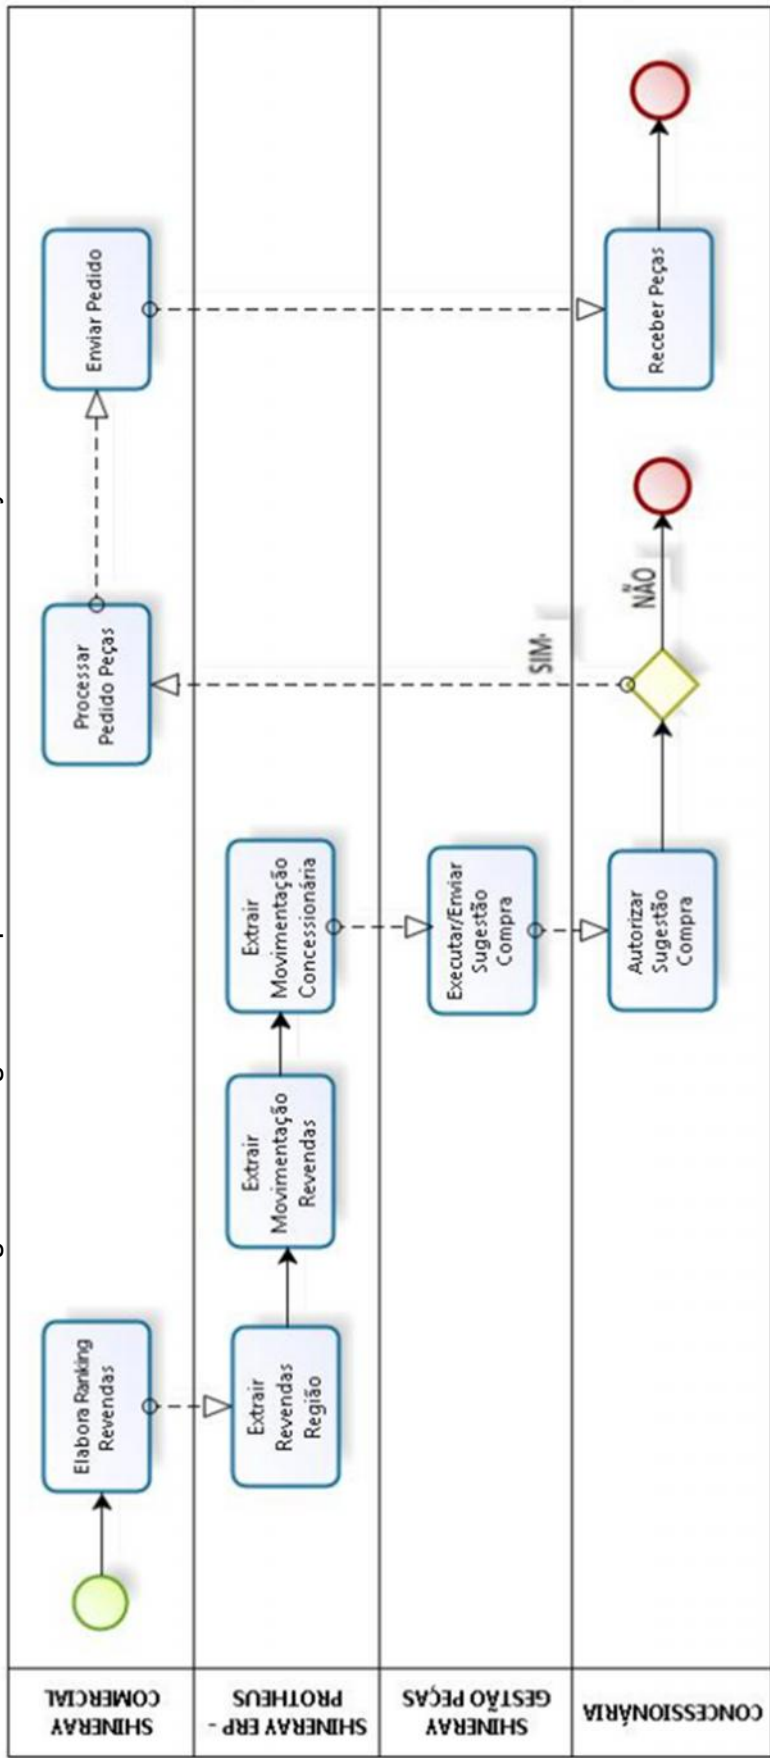 SHINERAY
COMERCIAL
Elabora Ranking
Revendas
Processar
Pedido Peças
Enviar Pedido
SHINERAY ERP -
PROTHEUS
Extrair
Revendas
Região
Extrair
Movimentação
Revendas
Extrair
Movimentação
Concessionária
SHINERAY
GESTÃO PEÇAS
Executar/Enviar
Sugestão
Compra
SIM
CONCESSIONÁRIA
Autorizar
Sugestão
Compra
NÃO
Receber Peças